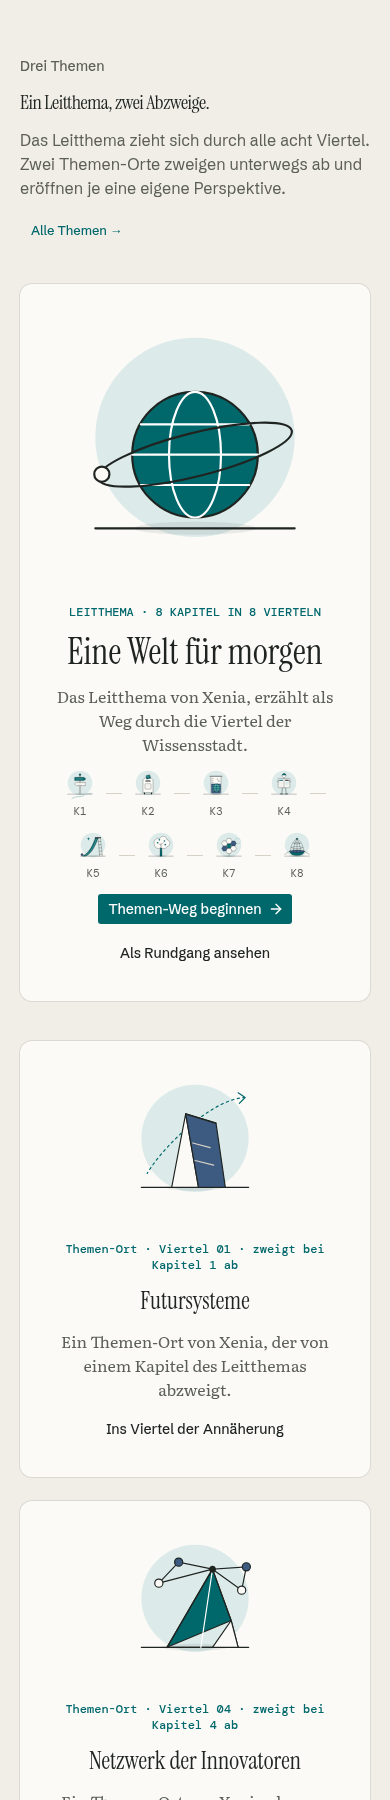 Drei Themen
Ein Leitthema, zwei Abzweige.
Das Leitthema zieht sich durch alle acht Viertel.
Zwei Themen-Orte zweigen unterwegs ab und
eröffnen je eine eigene Perspektive.
Alle Themen →
LEITTHEMA · 8 KAPITEL IN 8 VIERTELN
Eine Welt für morgen
Das Leitthema von Xenia, erzählt als
Weg durch die Viertel der
Wissensstadt.
K1 K2 K3 K4
K5 K6 K7 K8
Themen-Weg beginnen →
Als Rundgang ansehen
Themen-Ort · Viertel 01 · zweigt bei
Kapitel 1 ab
Futursysteme
Ein Themen-Ort von Xenia, der von
einem Kapitel des Leitthemas
abzweigt.
Ins Viertel der Annäherung
Themen-Ort · Viertel 04 · zweigt bei
Kapitel 4 ab
Netzwerk der Innovatoren